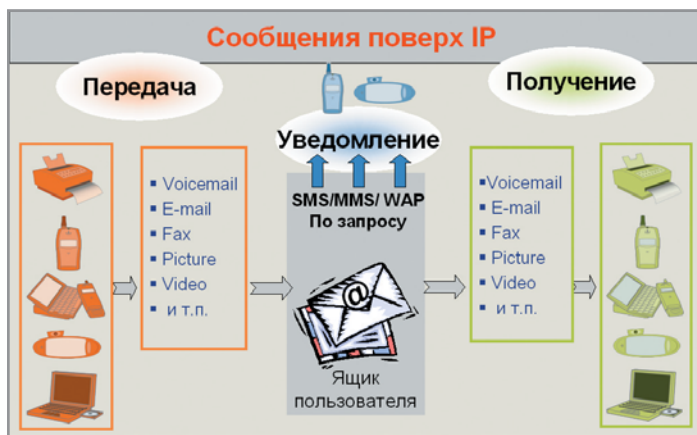 Сообщения поверх IP
Передача
Получение
Уведомление
▪ Voicemail
▪ E-mail
▪ Fax
▪ Picture
▪ Video
▪ и т.п.
SMS/MMS/ WAP
По запросу
@
Ящик
пользователя
▪Voicemail
▪ E-mail
▪ Fax
▪ Picture
▪ Video
▪ и т.п.